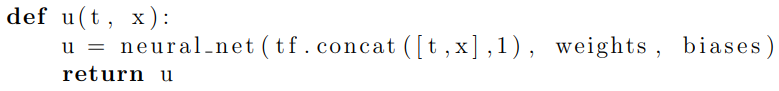 def u(t, x):
    u = neural_net(tf.concat([t,x],1), weights, biases)
    return u